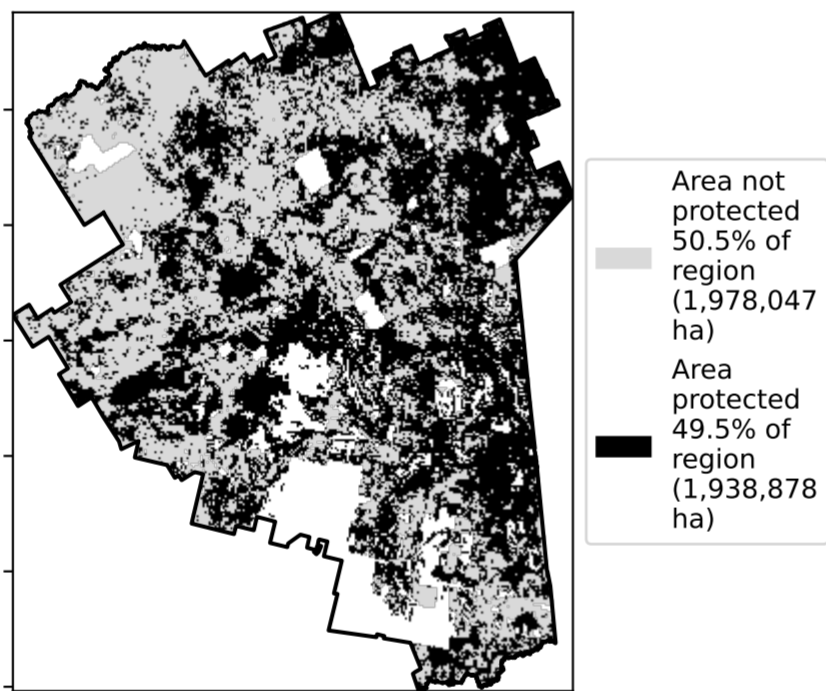 Area not
protected
50.5% of
region
(1,978,047
ha)
Area
protected
49.5% of
region
(1,938,878
ha)